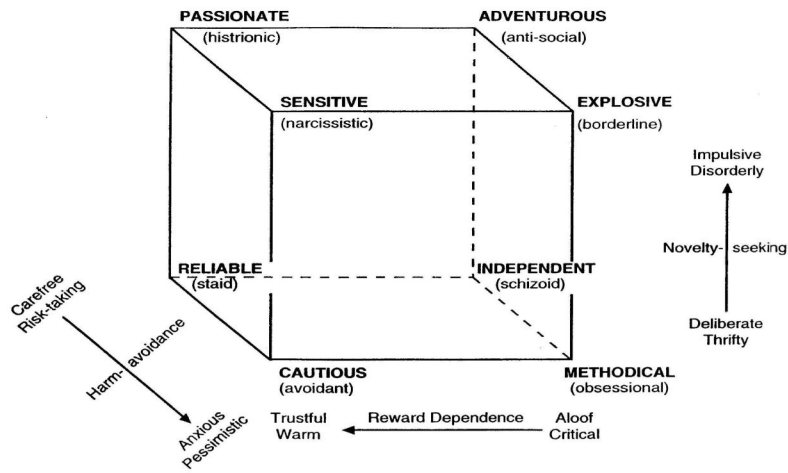 PASSIONATE
(histrionic)
ADVENTUROUS
(anti-social)
SENSITIVE
(narcissistic)
EXPLOSIVE
(borderline)
Impulsive
Disorderly
Novelty- seeking
Deliberate
Thrifty
RELIABLE
(staid)
INDEPENDENT
(schizoid)
Carefree
Risk-taking
Harm- avoidance
Anxious
Pessimistic
CAUTIOUS
(avoidant)
METHODICAL
(obsessional)
Trustful
Warm
Reward Dependence
Aloof
Critical